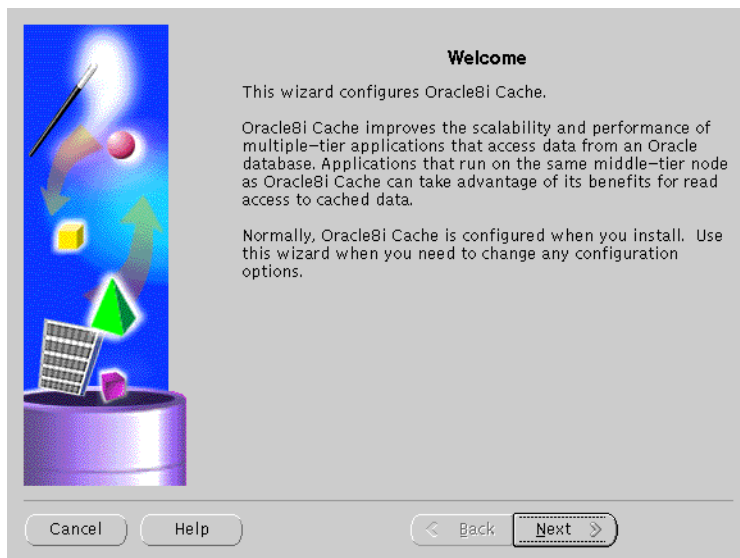 Welcome
This wizard configures Oracle8i Cache.
Oracle8i Cache improves the scalability and performance of
multiple-tier applications that access data from an Oracle
database. Applications that run on the same middle-tier node
as Oracle8i Cache can take advantage of its benefits for read
access to cached data.
Normally, Oracle8i Cache is configured when you install. Use
this wizard when you need to change any configuration
options.
Cancel
Help
Back
Next